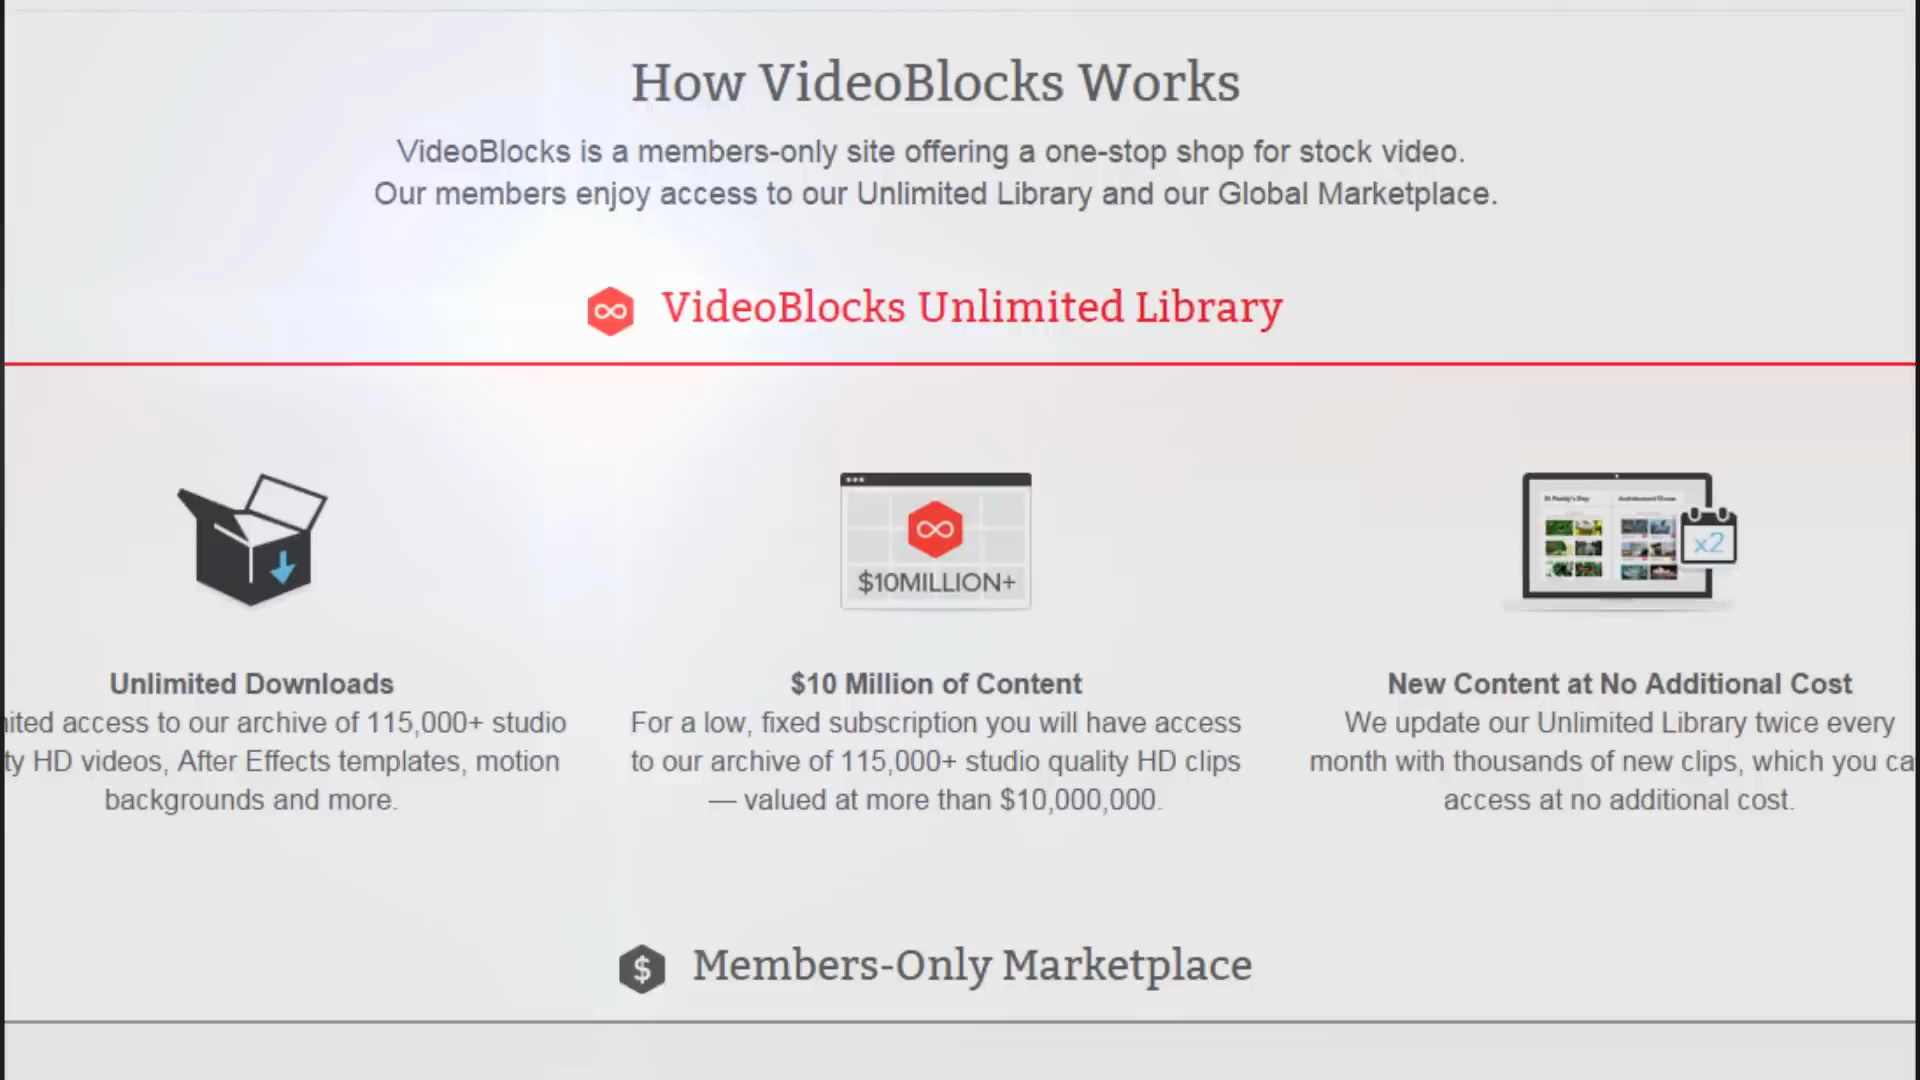 How VideoBlocks Works
VideoBlocks is a members-only site offering a one-stop shop for stock video.
Our members enjoy access to our Unlimited Library and our Global Marketplace.
VideoBlocks Unlimited Library
$10MILLION+
x2
Unlimited Downloads
access to our archive of 115,000+ studio
HD videos, After Effects templates, motion
backgrounds and more.
$10 Million of Content
For a low, fixed subscription you will have access
to our archive of 115,000+ studio quality HD clips
— valued at more than $10,000,000.
New Content at No Additional Cost
We update our Unlimited Library twice every
month with thousands of new clips, which you ca
access at no additional cost.
$ Members-Only Marketplace